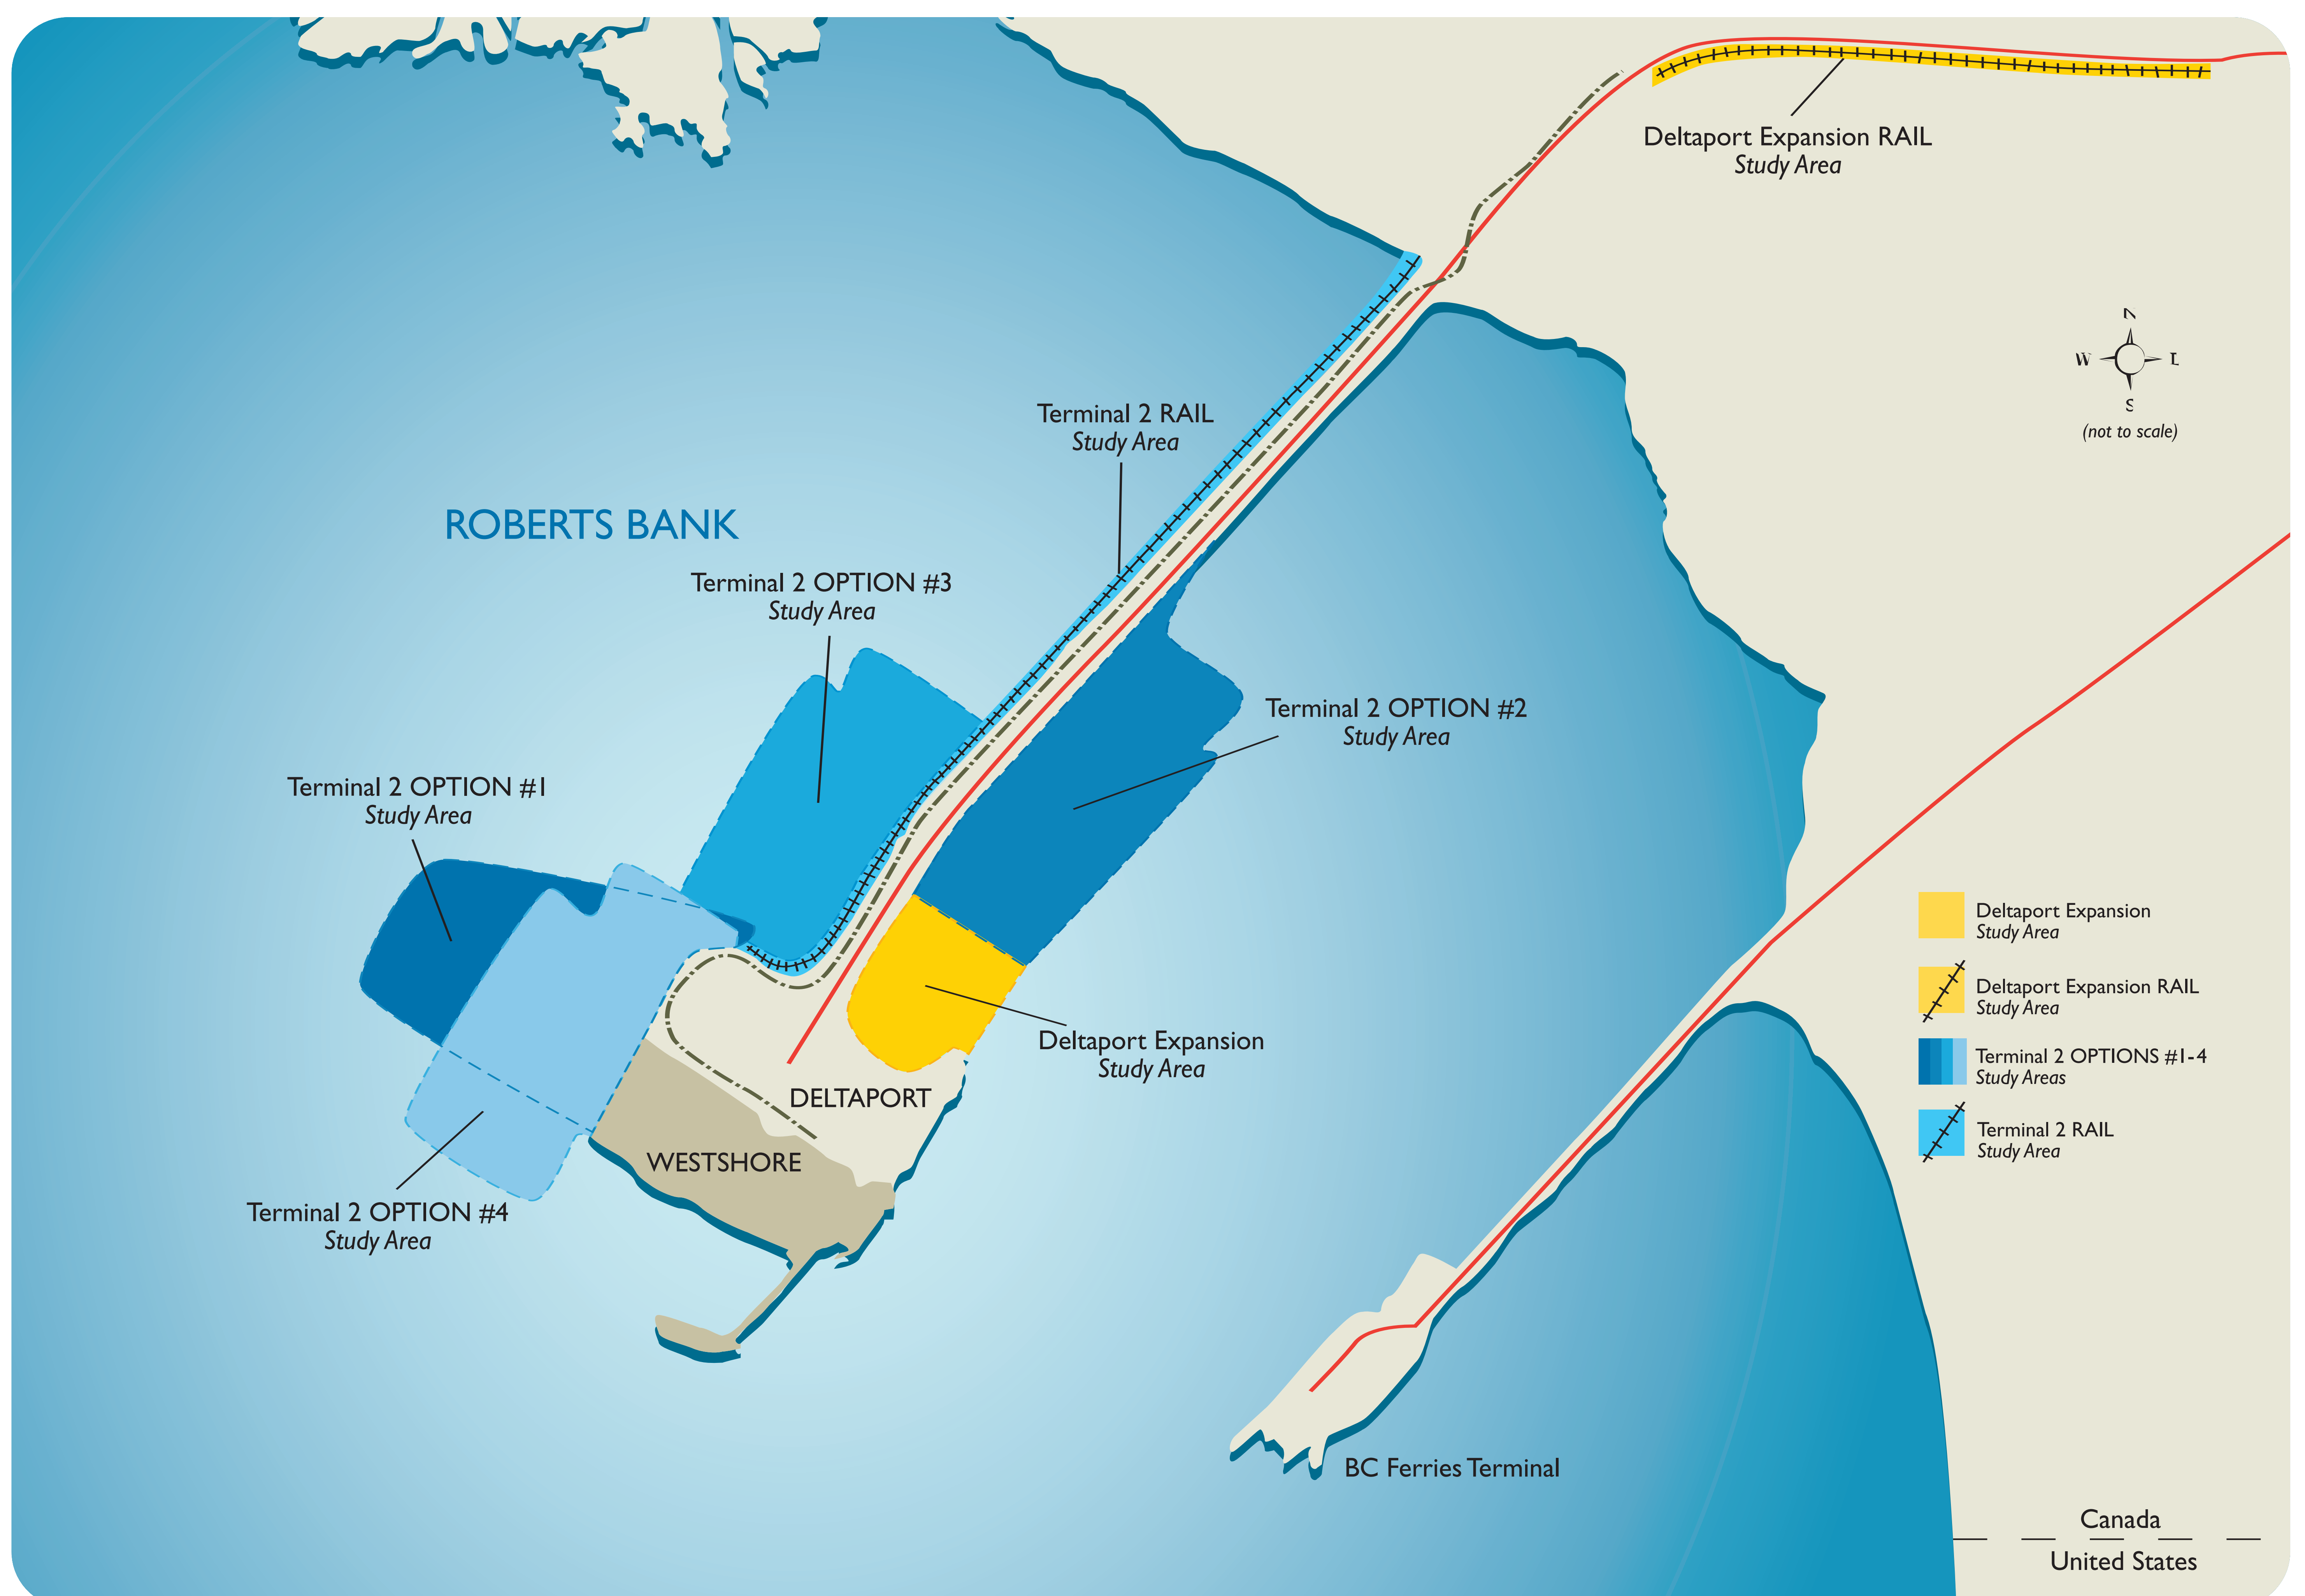 Deltaport Expansion RAIL
Study Area
N
W
E
S
(not to scale)
Terminal 2 RAIL
Study Area
ROBERTS BANK
Terminal 2 OPTION #3
Study Area
Terminal 2 OPTION #2
Study Area
Terminal 2 OPTION #1
Study Area
Deltaport Expansion
Study Area
DELTAPORT
WESTSHORE
Terminal 2 OPTION #4
Study Area
BC Ferries Terminal
Deltaport Expansion
Study Area
Deltaport Expansion RAIL
Study Area
Terminal 2 OPTIONS #1-4
Study Areas
Terminal 2 RAIL
Study Area
Canada
United States